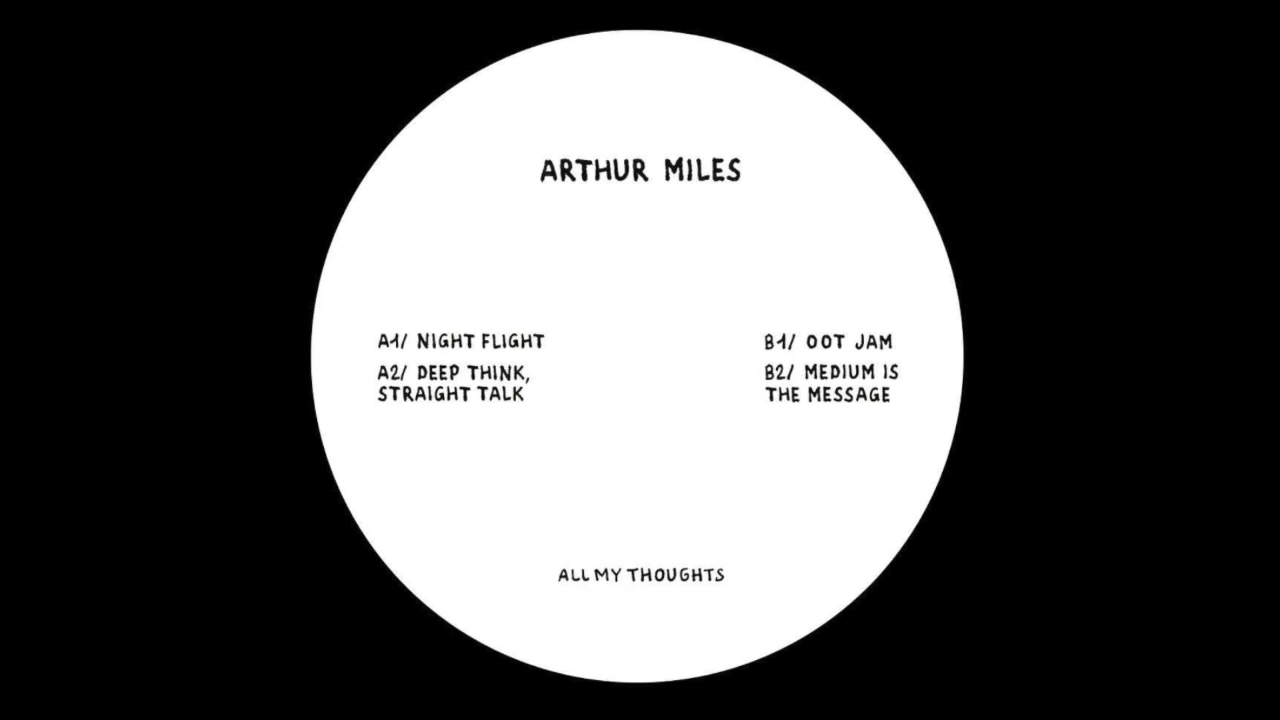 ARTHUR MILES
A1/ NIGHT FLIGHT
A2/ DEEP THINK,
STRAIGHT TALK
B1/ OOT JAM
B2/ MEDIUM IS
THE MESSAGE
ALL MY THOUGHTS